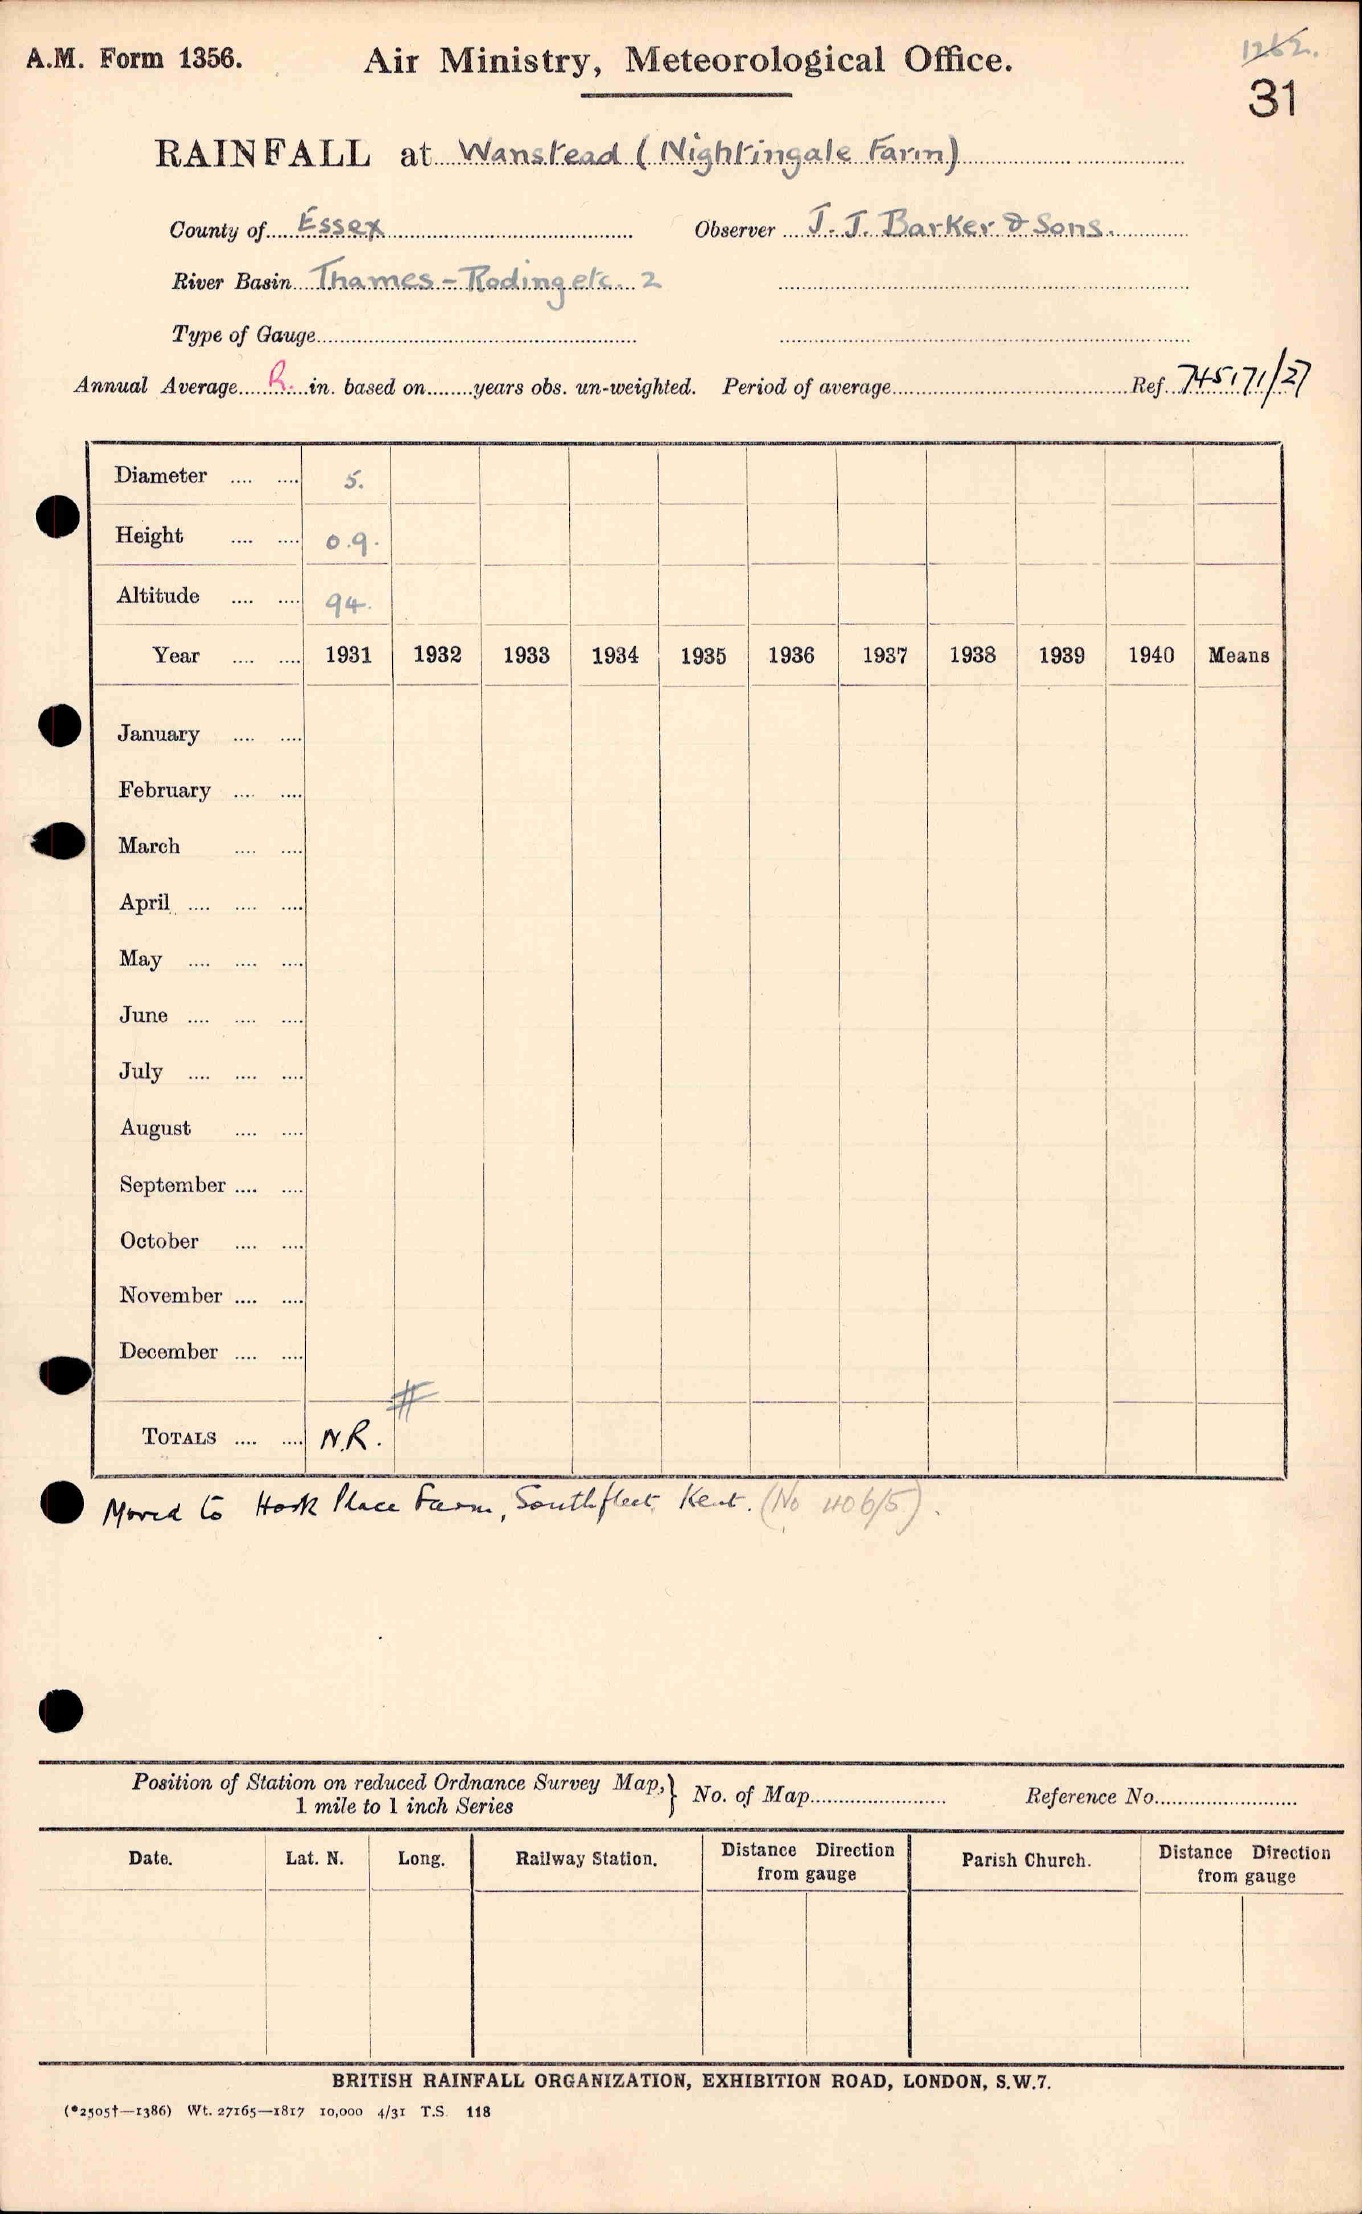 A.M. Form 1356. Air Ministry, Meteorological Office. 1262.
31
RAINFALL at Wanstead (Nightingale Farm)
County of Essex Observer J. J. Barker & Sons.
River Basin Thames - Roding etc. 2
Type of Gauge
Annual Average R. in. based on years obs. un-weighted. Period of average Ref. 745171/27
Diameter .... .... 5.
Height .... .... 0.9.
Altitude .... .... 94.
Year .... .... 1931 1932 1933 1934 1935 1936 1937 1938 1939 1940 Means
January .... ....
February .... ....
March .... ....
April .... .... ....
May .... .... ....
June .... .... ....
July .... .... ....
August .... ....
September .... ....
October .... ....
November .... ....
December .... ....
#
TOTALS .... .... N.R.
Moved to Hook Place Farm, Southfleet, Kent. (No 1106/5).
Position of Station on reduced Ordnance Survey Map,} No. of Map Reference No.
1 mile to 1 inch Series
Date. Lat. N. Long. Railway Station. Distance Direction Parish Church. Distance Direction
from gauge from gauge
BRITISH RAINFALL ORGANIZATION, EXHIBITION ROAD, LONDON, S.W.7.
(*2505†—1386) Wt. 27165—1817 10,000 4/31 T.S. 118